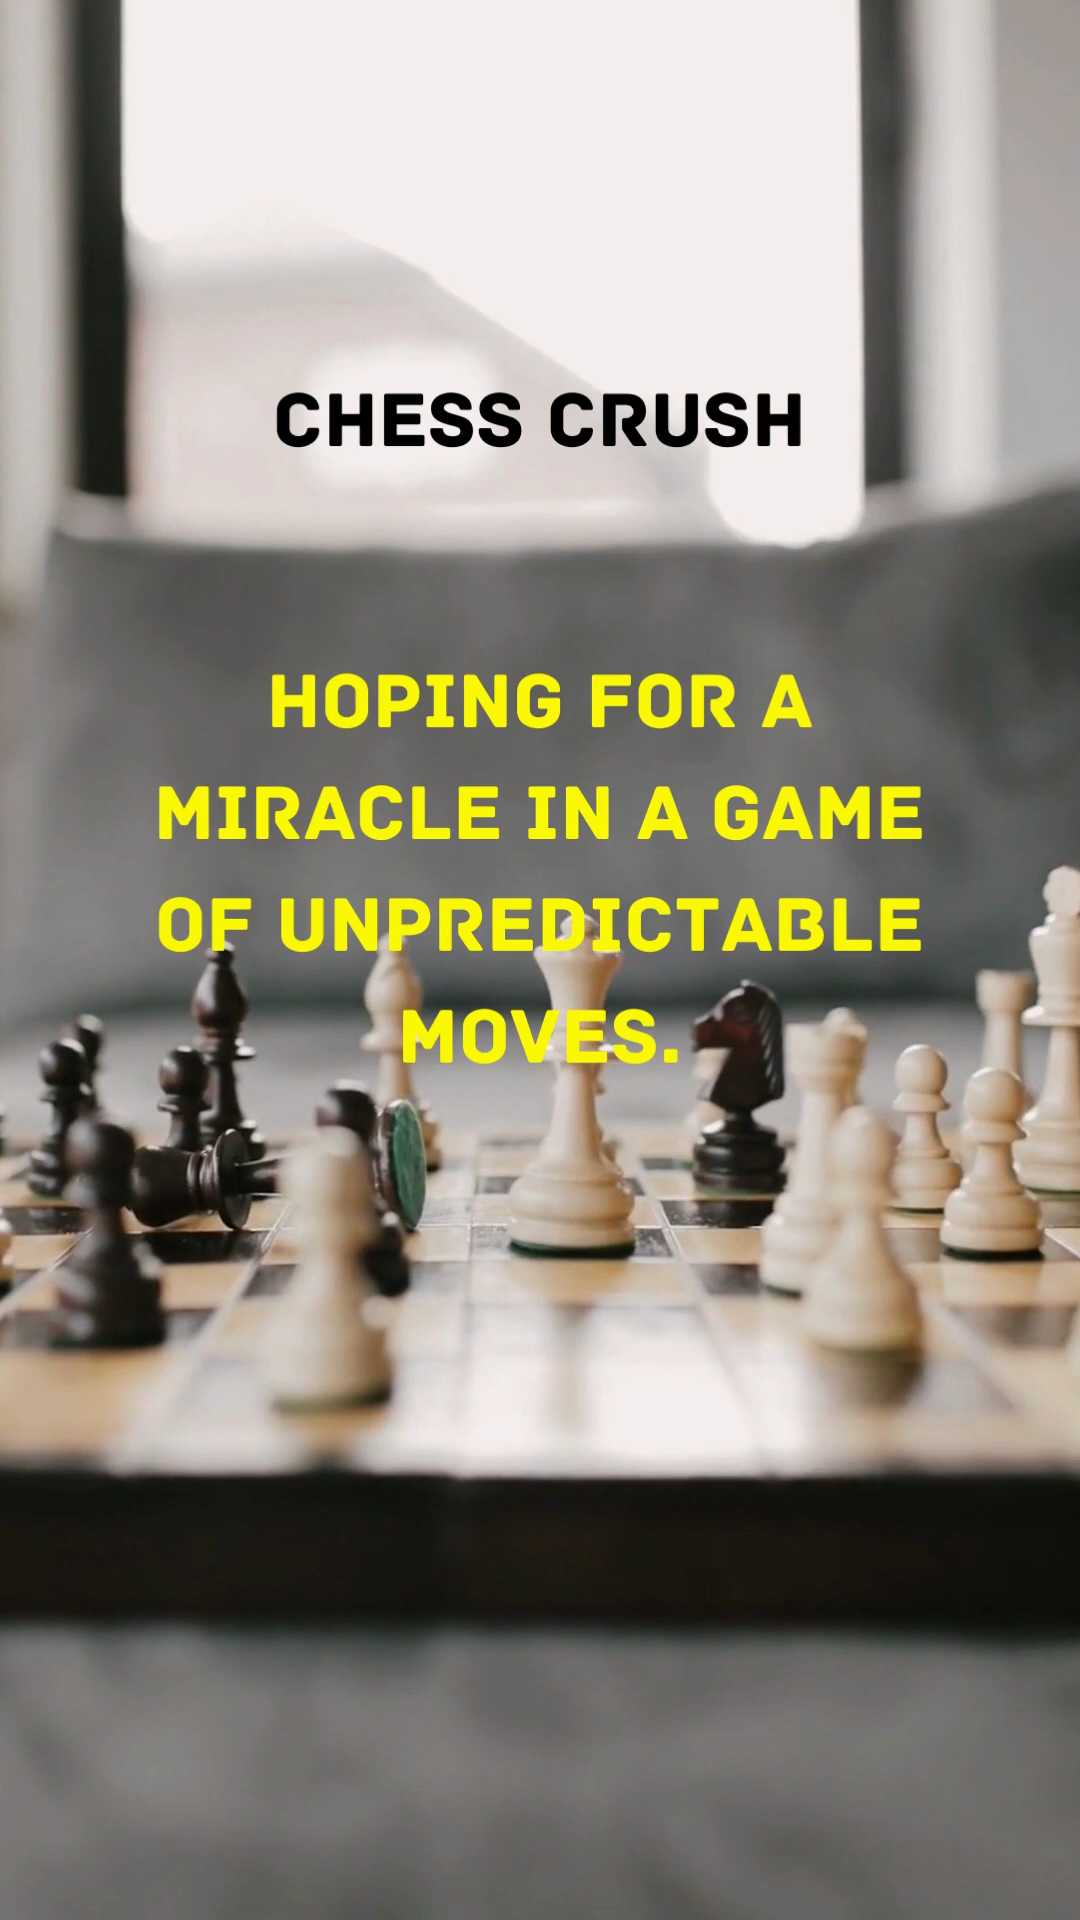 CHESS CRUSH
HOPING FOR A
MIRACLE IN A GAME
OF UNPREDICTABLE
MOVES.